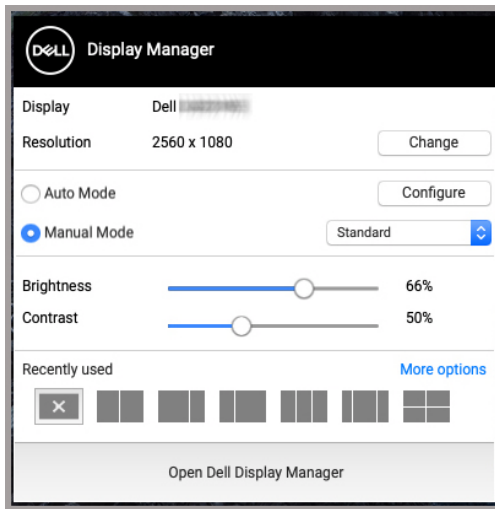 DELL Display Manager
Display Dell
Resolution 2560 x 1080 Change
Auto Mode Configure
Manual Mode Standard
Brightness 66%
Contrast 50%
Recently used More options
Open Dell Display Manager